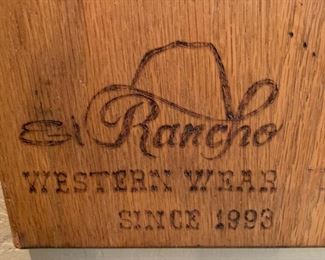 El Rancho
WESTERN WEAR
SINCE 1993